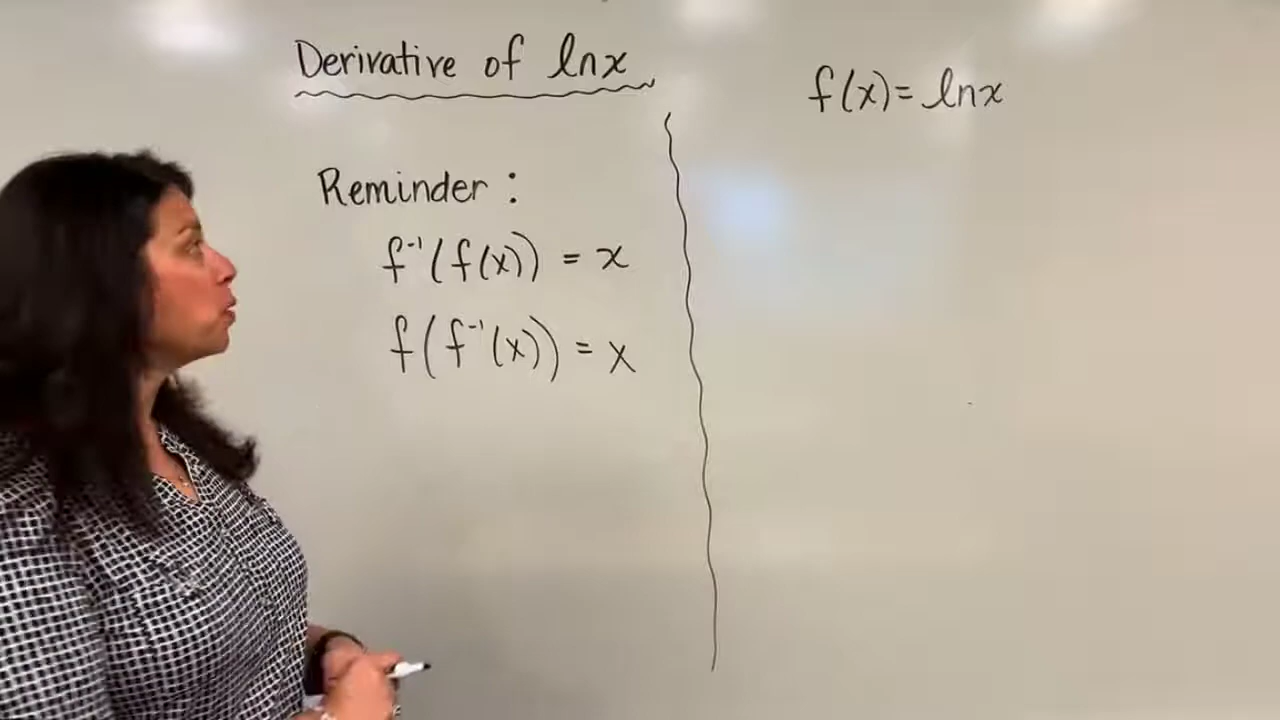 Derivative of lnx
Reminder :
f⁻¹(f(x)) = x
f(f⁻¹(x)) = x
f(x) = lnx